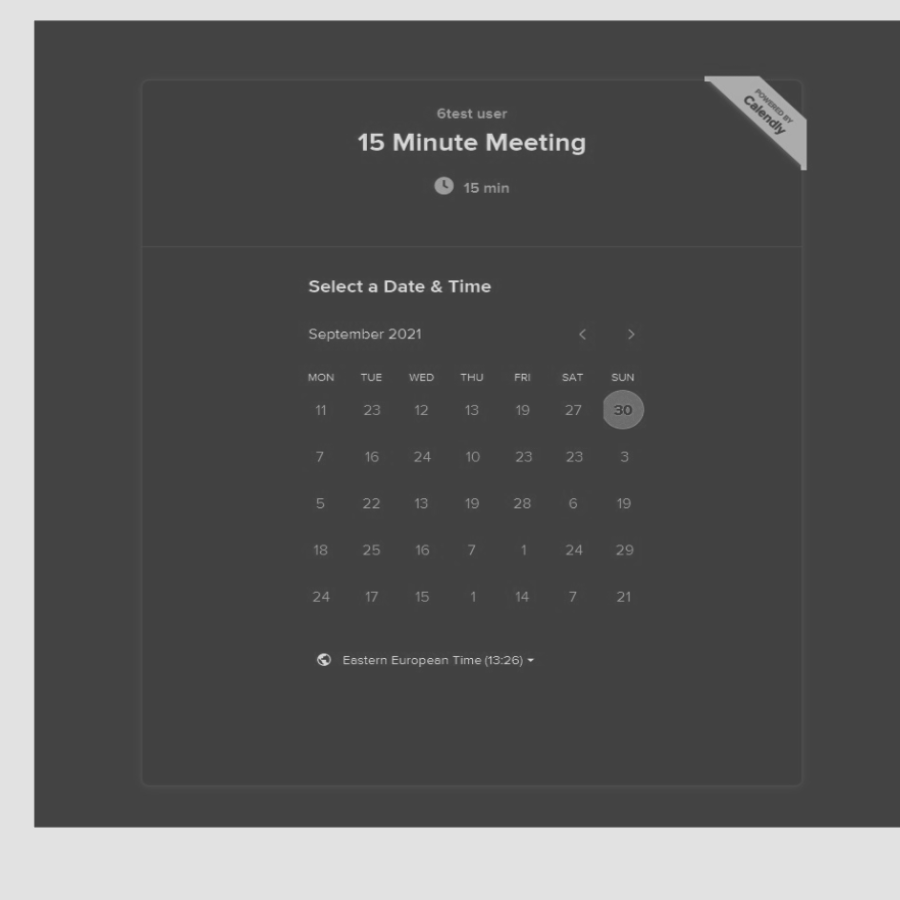 POWERED BY
Calendly
6test user
15 Minute Meeting
15 min
Select a Date & Time
September 2021
MON TUE WED THU FRI SAT SUN
11 23 12 13 19 27 30
7 16 24 10 23 23 3
5 22 13 19 28 6 19
18 25 16 7 1 24 29
24 17 15 1 14 7 21
Eastern European Time (13:26)